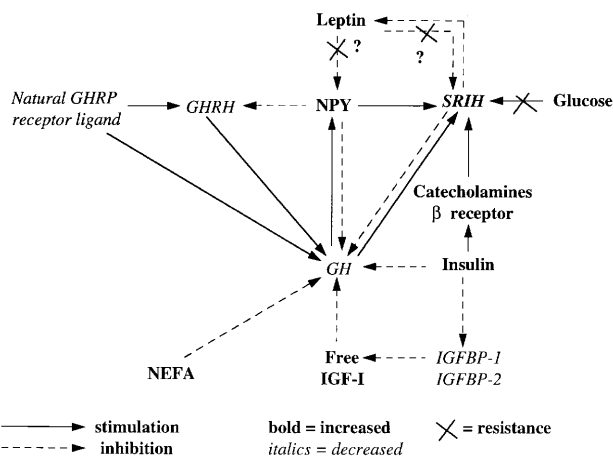 Leptin
?
?
Natural GHRP
receptor ligand
GHRH
NPY
SRIH
Glucose
Catecholamines
β receptor
GH
Insulin
NEFA
Free
IGF-I
IGFBP-1
IGFBP-2
stimulation
inhibition
bold = increased
italics = decreased
= resistance